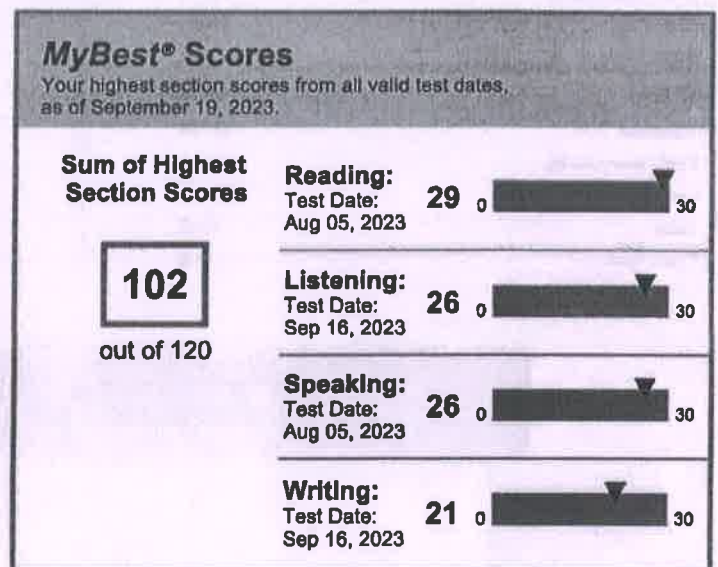 MyBest® Scores
Your highest section scores from all valid test dates,
as of September 19, 2023.
Sum of Highest
Section Scores
102
out of 120
Reading:
Test Date:
Aug 05, 2023
29
0
30
Listening:
Test Date:
Sep 16, 2023
26
0
30
Speaking:
Test Date:
Aug 05, 2023
26
0
30
Writing:
Test Date:
Sep 16, 2023
21
0
30